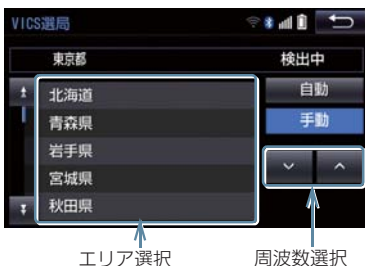 VICS選局
東京都 検出中
北海道 自動
青森県 手動
岩手県
宮城県
秋田県
エリア選択 周波数選択